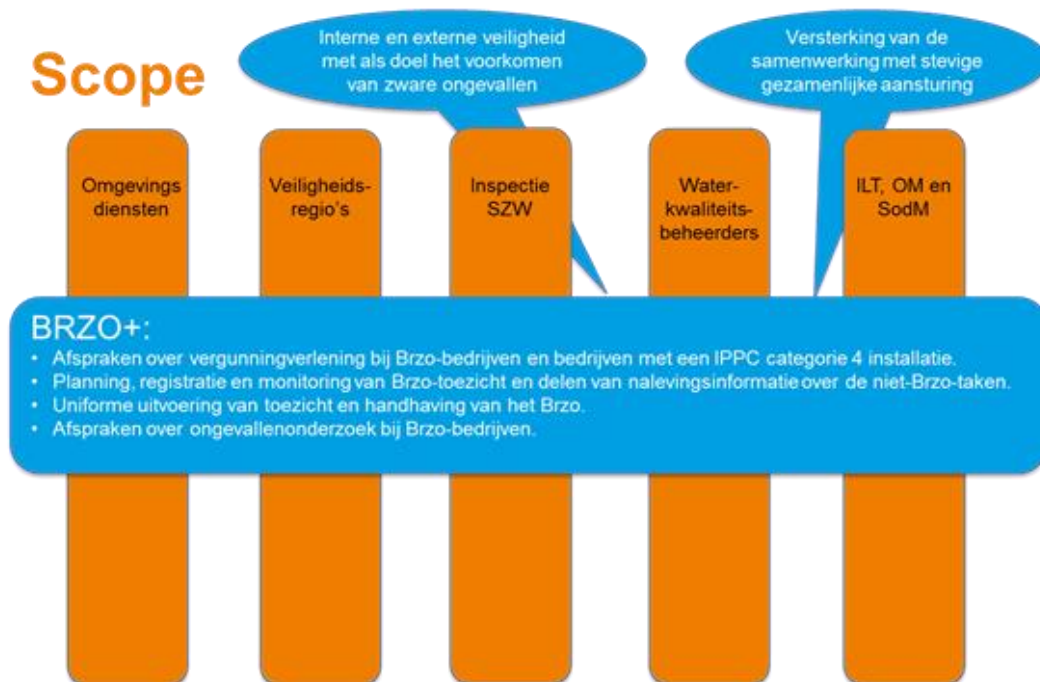 Scope
Interne en externe veiligheid
met als doel het voorkomen
van zware ongevallen
Versterking van de
samenwerking met stevige
gezamenlijke aansturing
Omgevings
diensten
Veiligheids-
regio's
Inspectie
SZW
Water-
kwaliteits-
beheerders
ILT, OM en
SodM
BRZO+:
• Afspraken over vergunningverlening bij Brzo-bedrijven en bedrijven met een IPPC categorie 4 installatie.
• Planning, registratie en monitoring van Brzo-toezicht en delen van nalevingsinformatie over de niet-Brzo-taken.
• Uniforme uitvoering van toezicht en handhaving van het Brzo.
• Afspraken over ongevallenonderzoek bij Brzo-bedrijven.